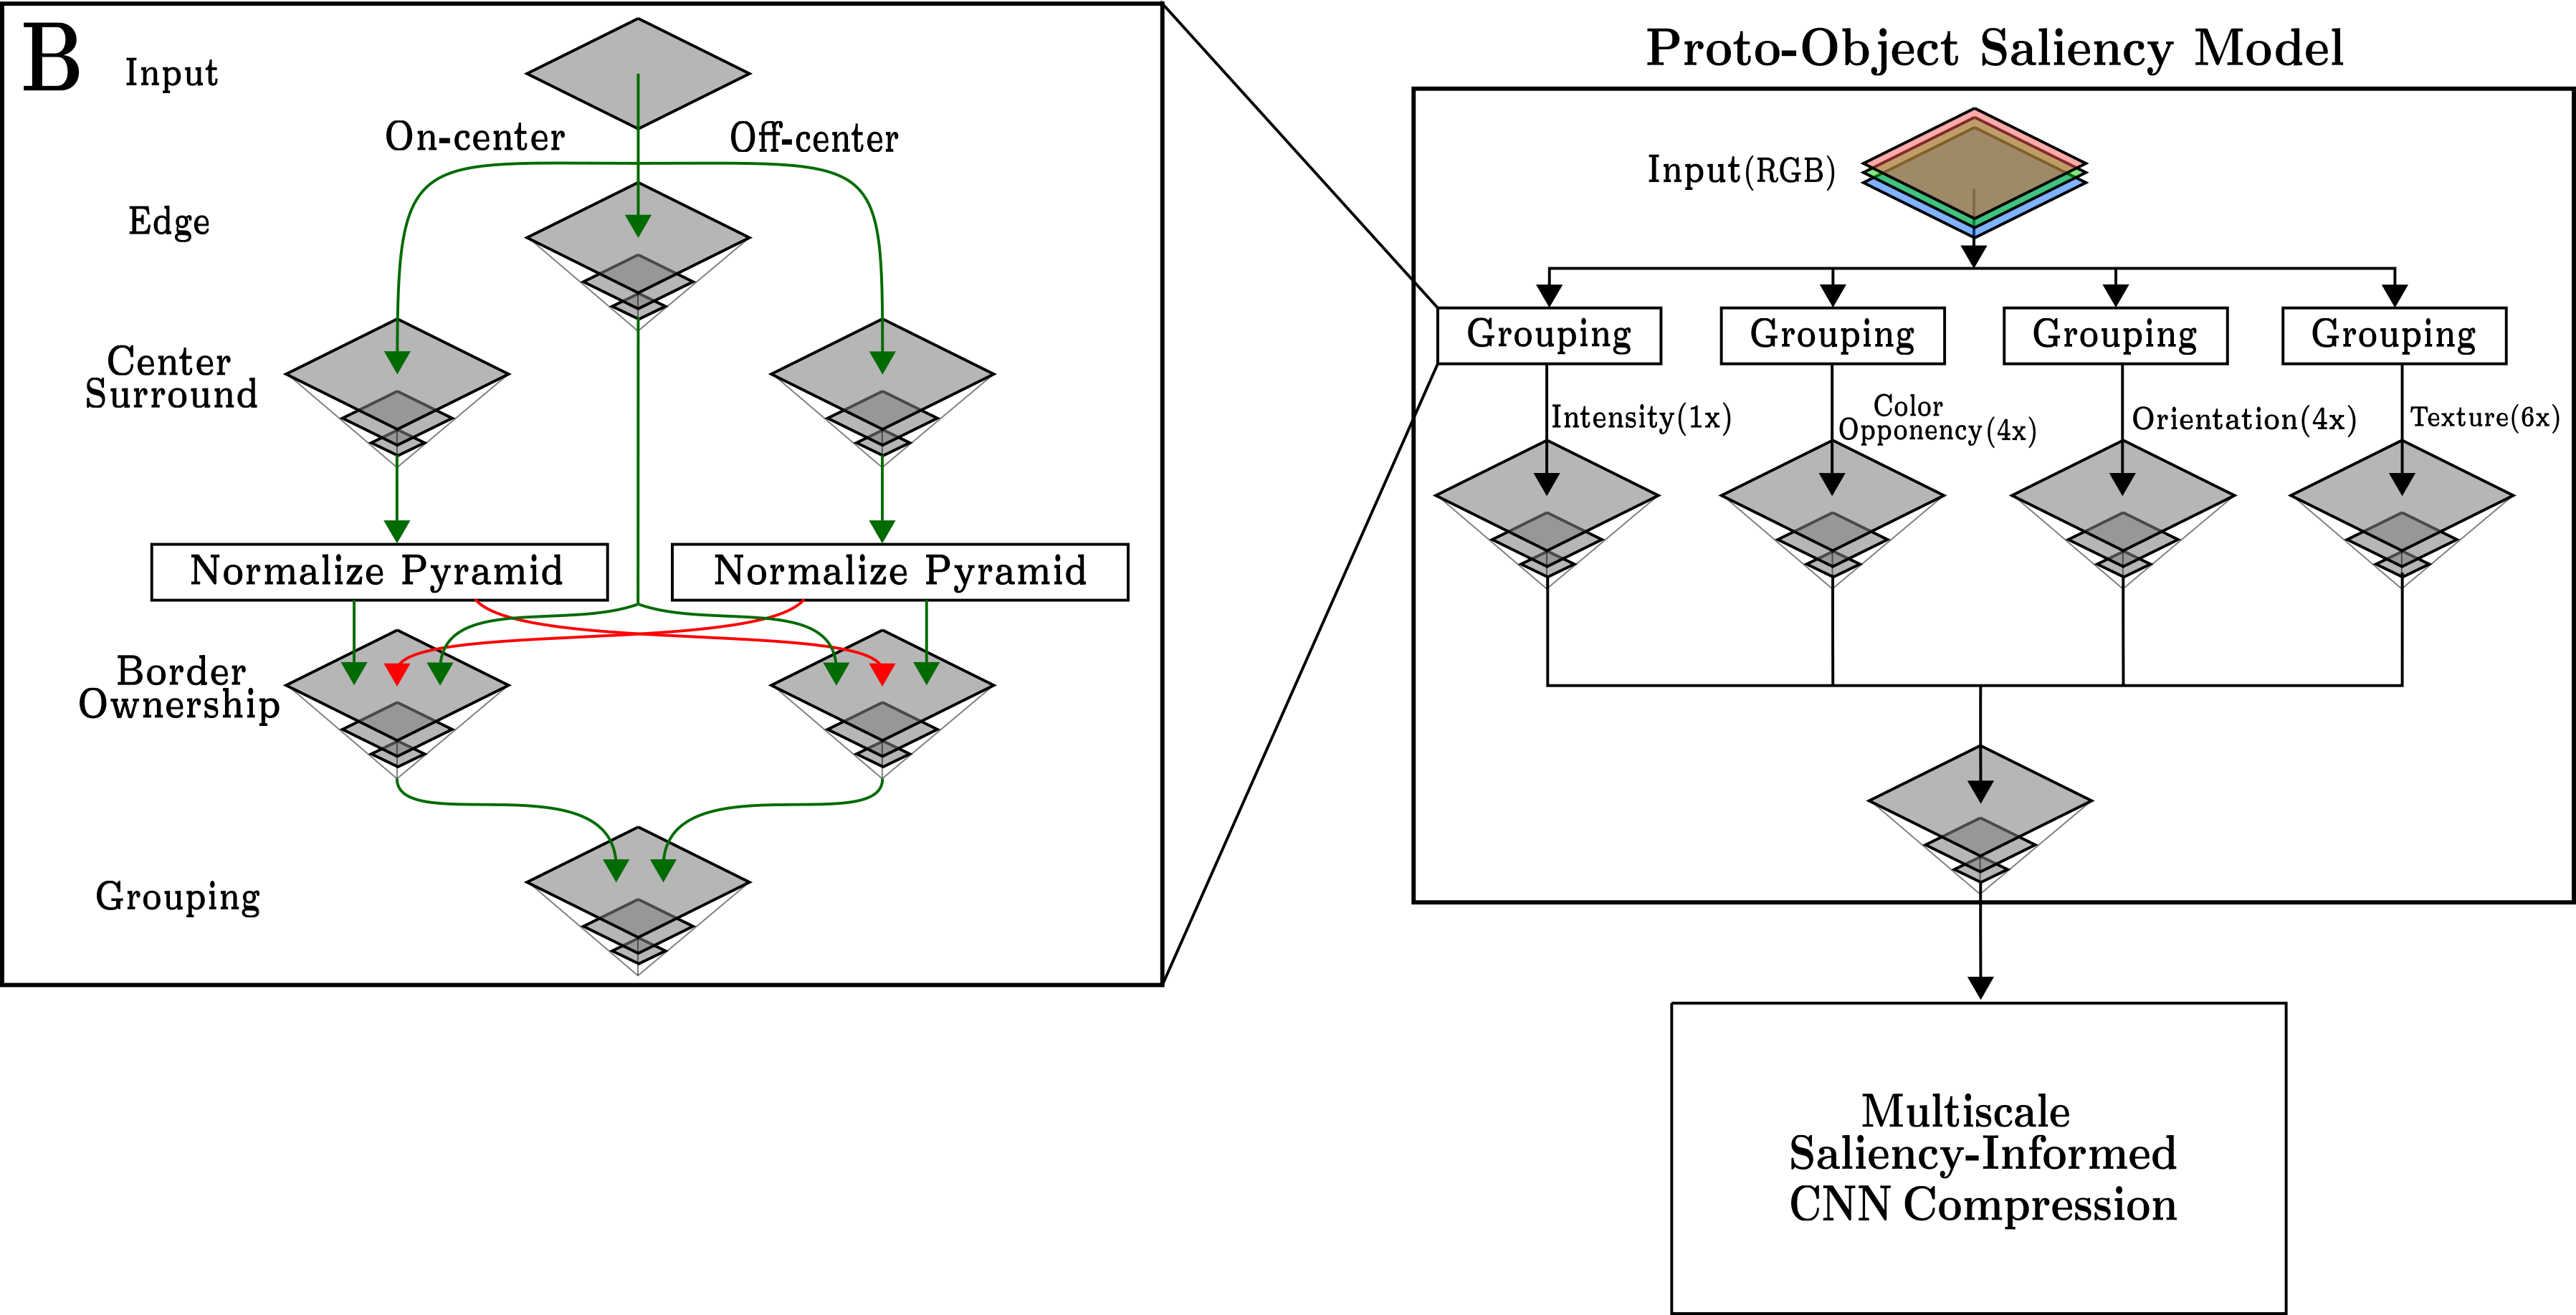 B
Input
On-center
Off-center
Edge
Center
Surround
Normalize Pyramid
Normalize Pyramid
Border
Ownership
Grouping
Proto-Object Saliency Model
Input(RGB)
Grouping
Grouping
Grouping
Grouping
Intensity(1x)
Color
Opponency(4x)
Orientation(4x)
Texture(6x)
Multiscale
Saliency-Informed
CNN Compression